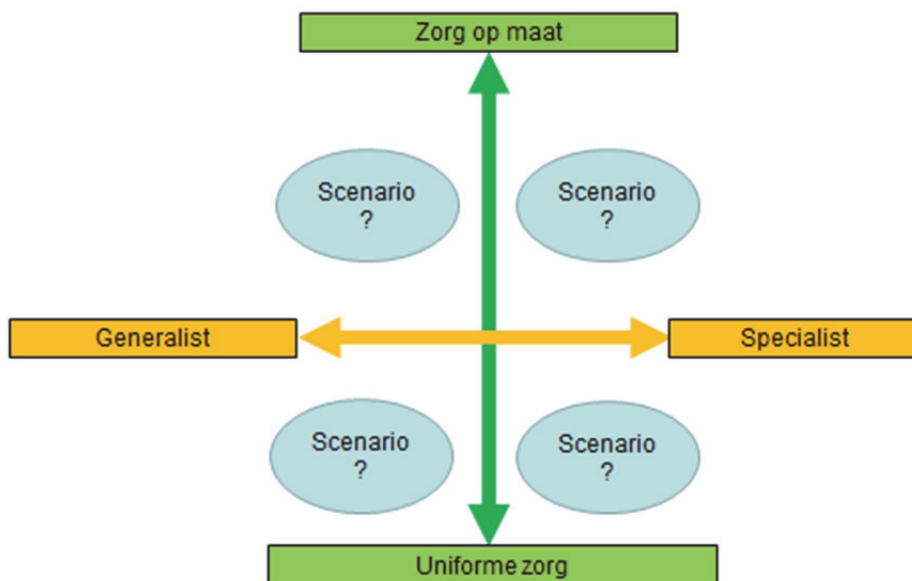 Zorg op maat
Scenario
?
Scenario
?
Generalist
Specialist
Scenario
?
Scenario
?
Uniforme zorg